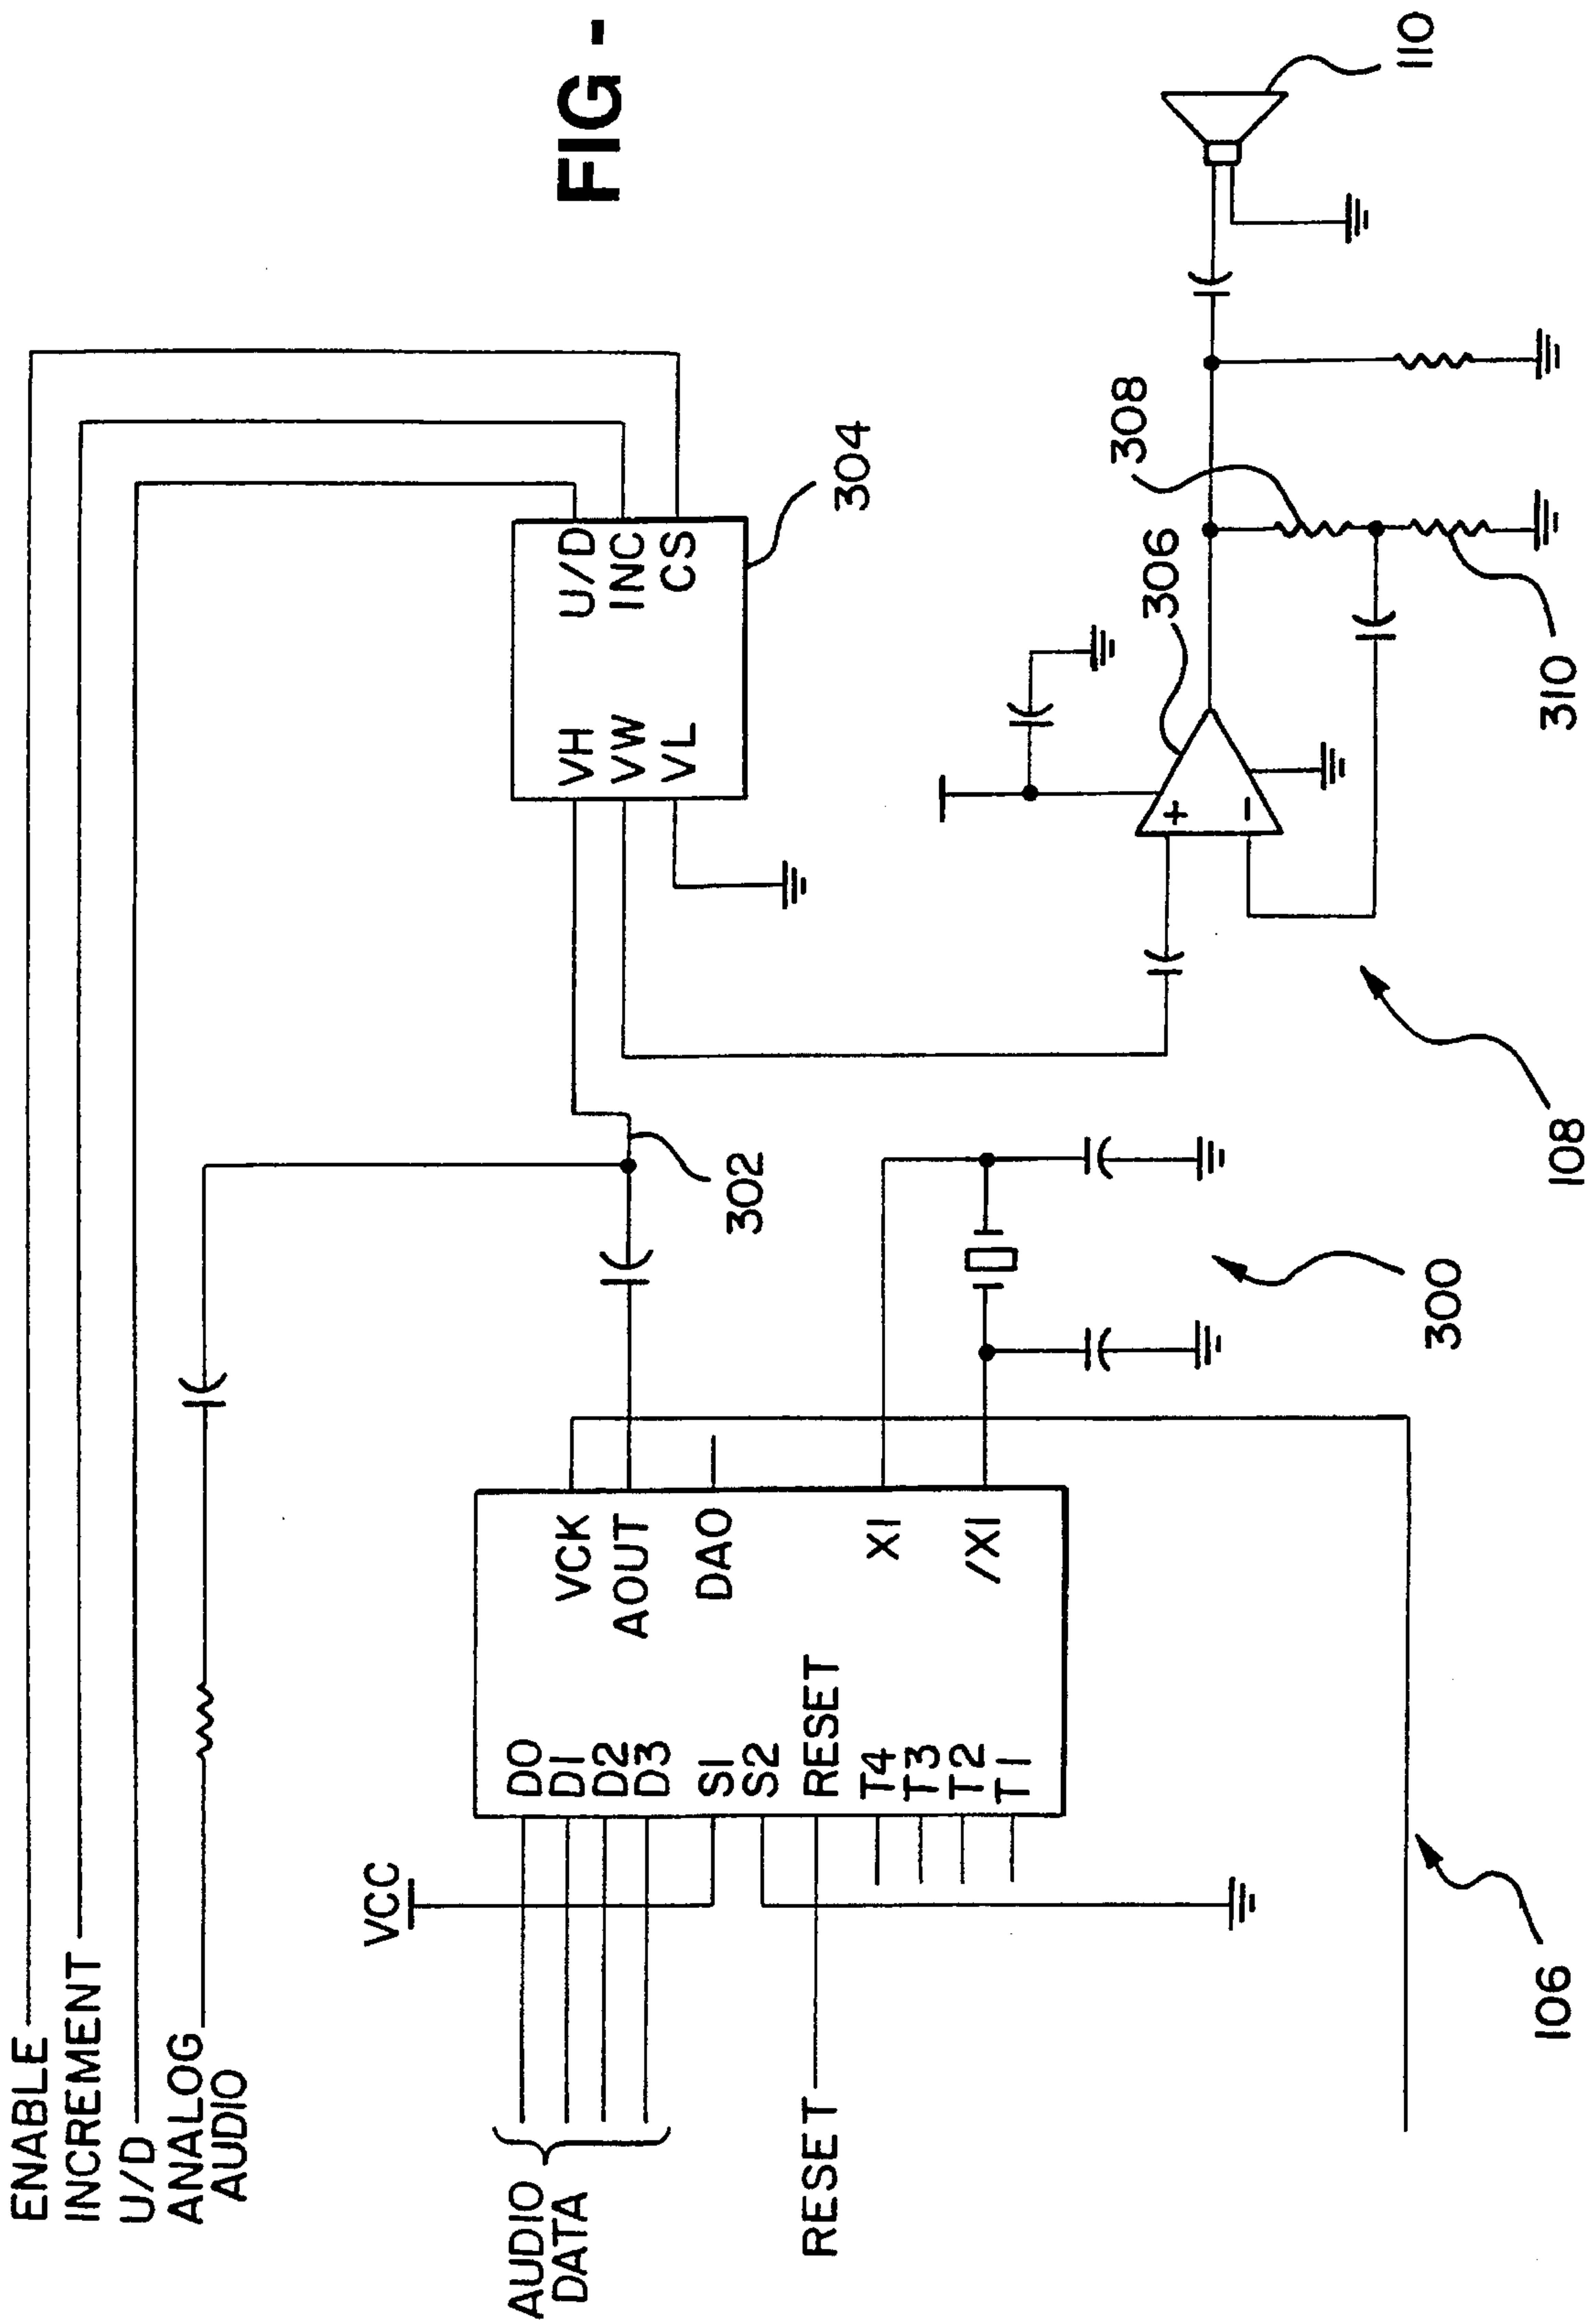 ENABLE
INCREMENT
U/D
ANALOG
AUDIO
FIG -
VCC
AUDIO
DATA
RESET
D0
D1
D2
D3
S1
S2
RESET
T4
T3
T2
T1
VCK
AOUT
DAO
XI
/XI
302
300
106
VH
VW
VL
U/D
INC
CS
304
+
-
306
308
310
108
110